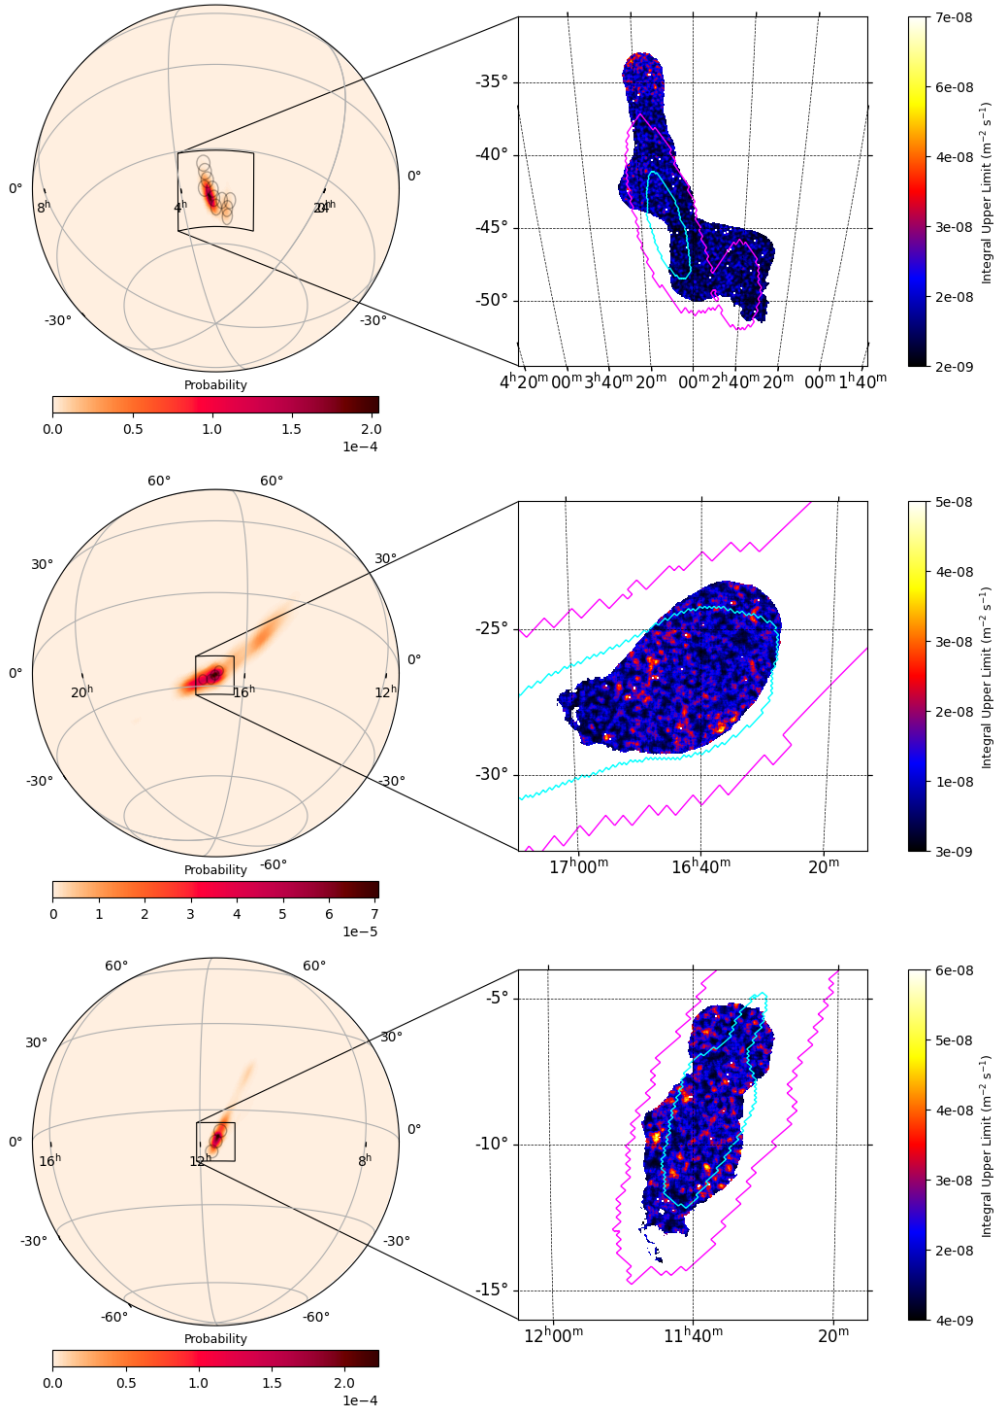 0°
8ʰ
4ʰ
0°
-30°
-30°
Probability
0.0 0.5 1.0 1.5 2.0
1e−4
-35°
-40°
-45°
-50°
4ʰ20ᵐ 00ᵐ 3ʰ40ᵐ 20ᵐ 00ᵐ 2ʰ40ᵐ 20ᵐ 00ᵐ 1ʰ40ᵐ
7e-08
6e-08
5e-08
4e-08
3e-08
3e-08
2e-08
2e-09
Integral Upper Limit (m⁻² s⁻¹)
60° 60°
30° 30°
0° 0°
20ʰ 16ʰ 12ʰ
-30° -30°
-60°
Probability
0 1 2 3 4 5 6 7
1e−5
-25°
-30°
17ʰ00ᵐ 16ʰ40ᵐ 20ᵐ
5e-08
4e-08
3e-08
2e-08
1e-08
3e-09
Integral Upper Limit (m⁻² s⁻¹)
60° 60°
30° 30°
0° 0°
16ʰ 12ʰ 8ʰ
-30° -30°
-60° -60°
Probability
0.0 0.5 1.0 1.5 2.0
1e−4
-5°
-10°
-15°
12ʰ00ᵐ 11ʰ40ᵐ 20ᵐ
6e-08
5e-08
4e-08
3e-08
2e-08
4e-09
Integral Upper Limit (m⁻² s⁻¹)